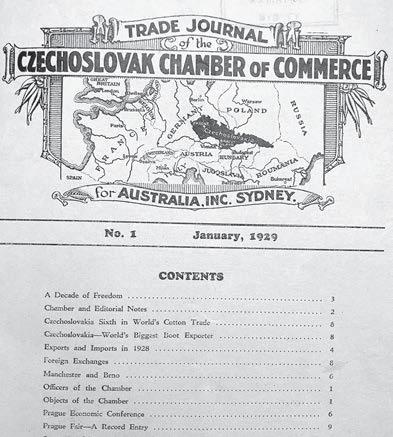 TRADE JOURNAL
of the
CZECHOSLOVAK CHAMBER OF COMMERCE
GREAT BRITAIN
London
Berlin
Warsaw
POLAND
RUSSIA
GERMANY
Paris
FRANCE
Czechoslovakia
AUSTRIA
Budapest
HUNGARY
SPAIN
JUGOSLAVIA
ROUMANIA
Bukarest
for AUSTRALIA, INC. SYDNEY.
No. 1 January, 1929
CONTENTS
A Decade of Freedom 3
Chamber and Editorial Notes 2
Czechoslovakia Sixth in World's Cotton Trade 8
Czechoslovakia—World's Biggest Boot Exporter 8
Exports and Imports in 1928 4
Foreign Exchanges 8
Manchester and Brno 6
Officers of the Chamber 1
Objects of the Chamber 1
Prague Economic Conference 6
Prague Fair—A Record Entry 9